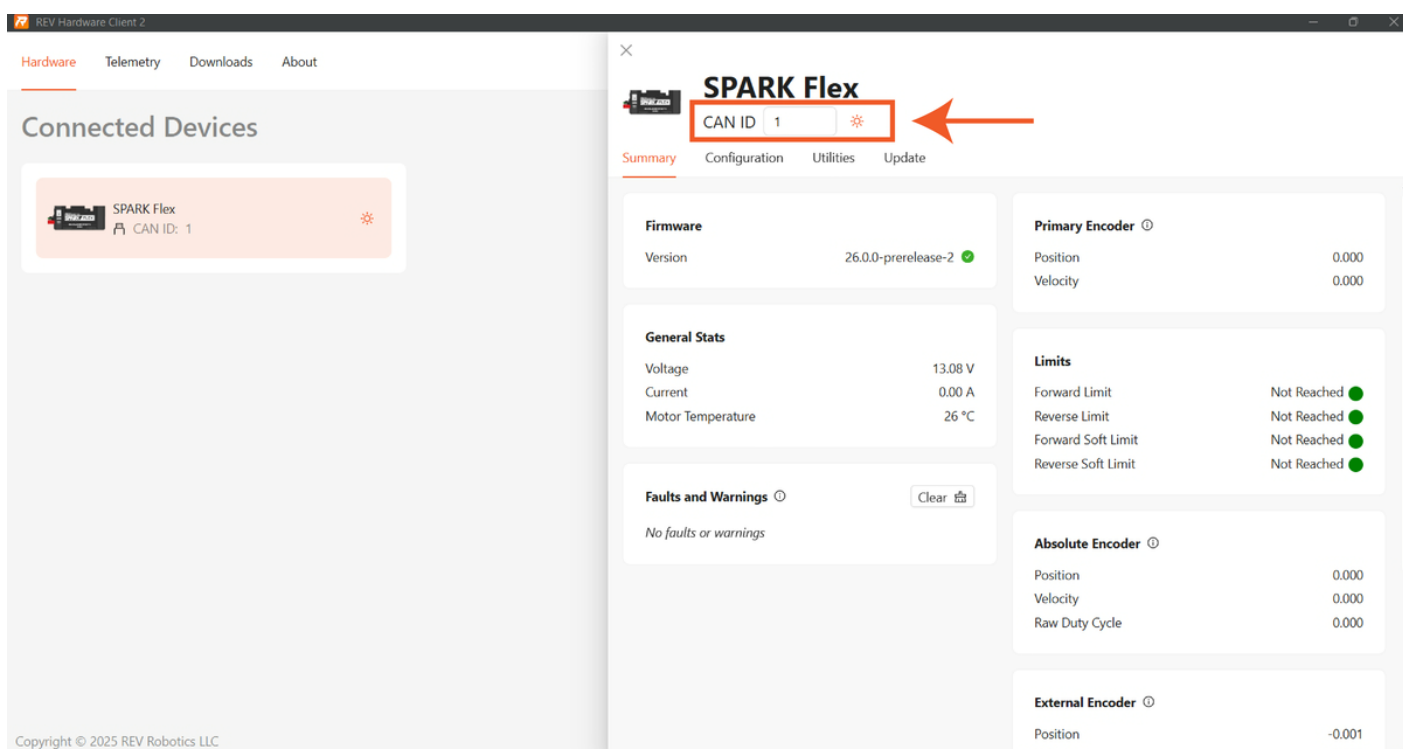 REV Hardware Client 2
Hardware Telemetry Downloads About
Connected Devices
SPARK Flex
CAN ID: 1
Copyright © 2025 REV Robotics LLC
SPARK Flex
CAN ID 1
Summary Configuration Utilities Update
Firmware
Version 26.0.0-prerelease-2
General Stats
Voltage 13.08 V
Current 0.00 A
Motor Temperature 26 °C
Faults and Warnings
Clear
No faults or warnings
Primary Encoder
Position 0.000
Velocity 0.000
Limits
Forward Limit Not Reached
Reverse Limit Not Reached
Forward Soft Limit Not Reached
Reverse Soft Limit Not Reached
Absolute Encoder
Position 0.000
Velocity 0.000
Raw Duty Cycle 0.000
External Encoder
Position -0.001